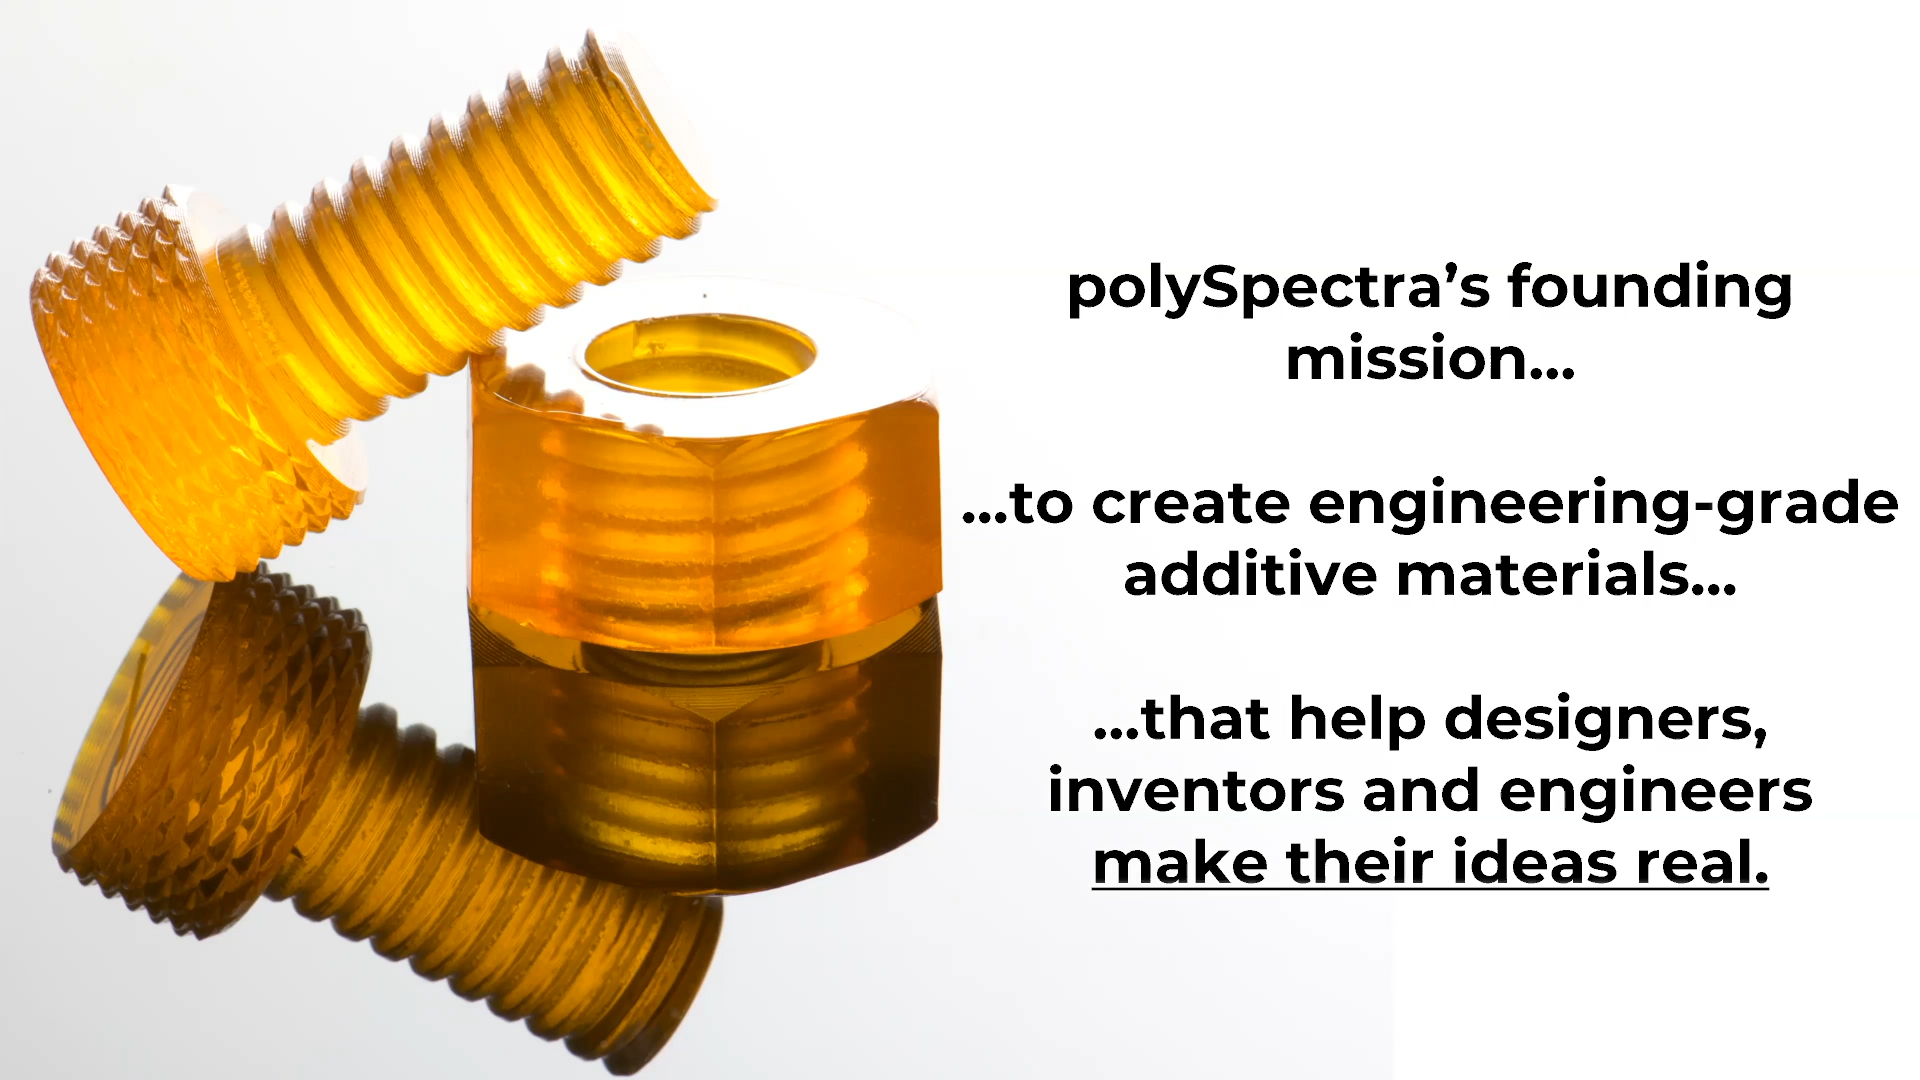 polySpectra’s founding
mission...
...to create engineering-grade
additive materials...
...that help designers,
inventors and engineers
make their ideas real.